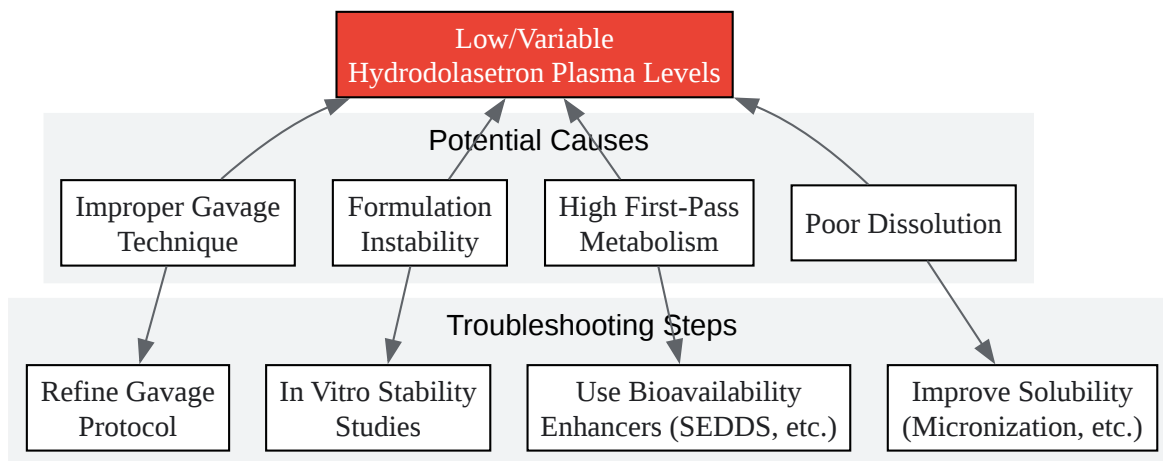 Low/Variable
Hydrodolasetron Plasma Levels
Potential Causes
Improper Gavage
Technique
Formulation
Instability
High First-Pass
Metabolism
Poor Dissolution
Troubleshooting Steps
Refine Gavage
Protocol
In Vitro Stability
Studies
Use Bioavailability
Enhancers (SEDDS, etc.)
Improve Solubility
(Micronization, etc.)